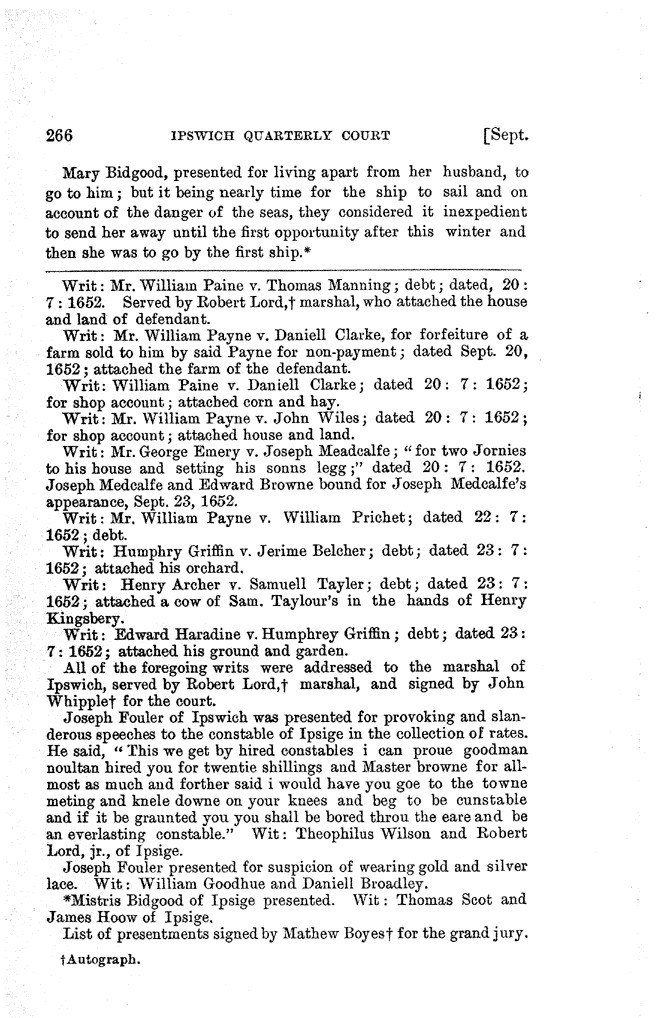 266 IPSWICH QUARTERLY COURT [Sept.
Mary Bidgood, presented for living apart from her husband, to
go to him; but it being nearly time for the ship to sail and on
account of the danger of the seas, they considered it inexpedient
to send her away until the first opportunity after this winter and
then she was to go by the first ship.*
Writ: Mr. William Paine v. Thomas Manning; debt; dated, 20:
7: 1652. Served by Robert Lord,† marshal, who attached the house
and land of defendant.
Writ: Mr. William Payne v. Daniell Clarke, for forfeiture of a
farm sold to him by said Payne for non-payment; dated Sept. 20,
1652; attached the farm of the defendant.
Writ: William Paine v. Daniell Clarke; dated 20: 7: 1652;
for shop account; attached corn and hay.
Writ: Mr. William Payne v. John Wiles; dated 20: 7: 1652;
for shop account; attached house and land.
Writ: Mr. George Emery v. Joseph Meadcalfe; "for two Jornies
to his house and setting his sonns legg;" dated 20: 7: 1652.
Joseph Medcalfe and Edward Browne bound for Joseph Medcalfe's
appearance, Sept. 23, 1652.
Writ: Mr. William Payne v. William Prichet; dated 22: 7:
1652; debt.
Writ: Humphry Griffin v. Jerime Belcher; debt; dated 23: 7:
1652; attached his orchard.
Writ: Henry Archer v. Samuell Tayler; debt; dated 23: 7:
1652; attached a cow of Sam. Taylour's in the hands of Henry
Kingsbery.
Writ: Edward Haradine v. Humphrey Griffin; debt; dated 23:
7: 1652; attached his ground and garden.
All of the foregoing writs were addressed to the marshal of
Ipswich, served by Robert Lord,† marshal, and signed by John
Whipple† for the court.
Joseph Fouler of Ipswich was presented for provoking and slan-
derous speeches to the constable of Ipsige in the collection of rates.
He said, "This we get by hired constables i can proue goodman
noultan hired you for twentie shillings and Master browne for all-
most as much and forther said i would have you goe to the towne
meting and knele downe on your knees and beg to be cunstable
and if it be graunted you you shall be bored throu the eare and be
an everlasting constable." Wit: Theophilus Wilson and Robert
Lord, jr., of Ipsige.
Joseph Fouler presented for suspicion of wearing gold and silver
lace. Wit: William Goodhue and Daniell Broadley.
*Mistris Bidgood of Ipsige presented. Wit: Thomas Scot and
James Hoow of Ipsige.
List of presentments signed by Mathew Boyes† for the grand jury.
†Autograph.